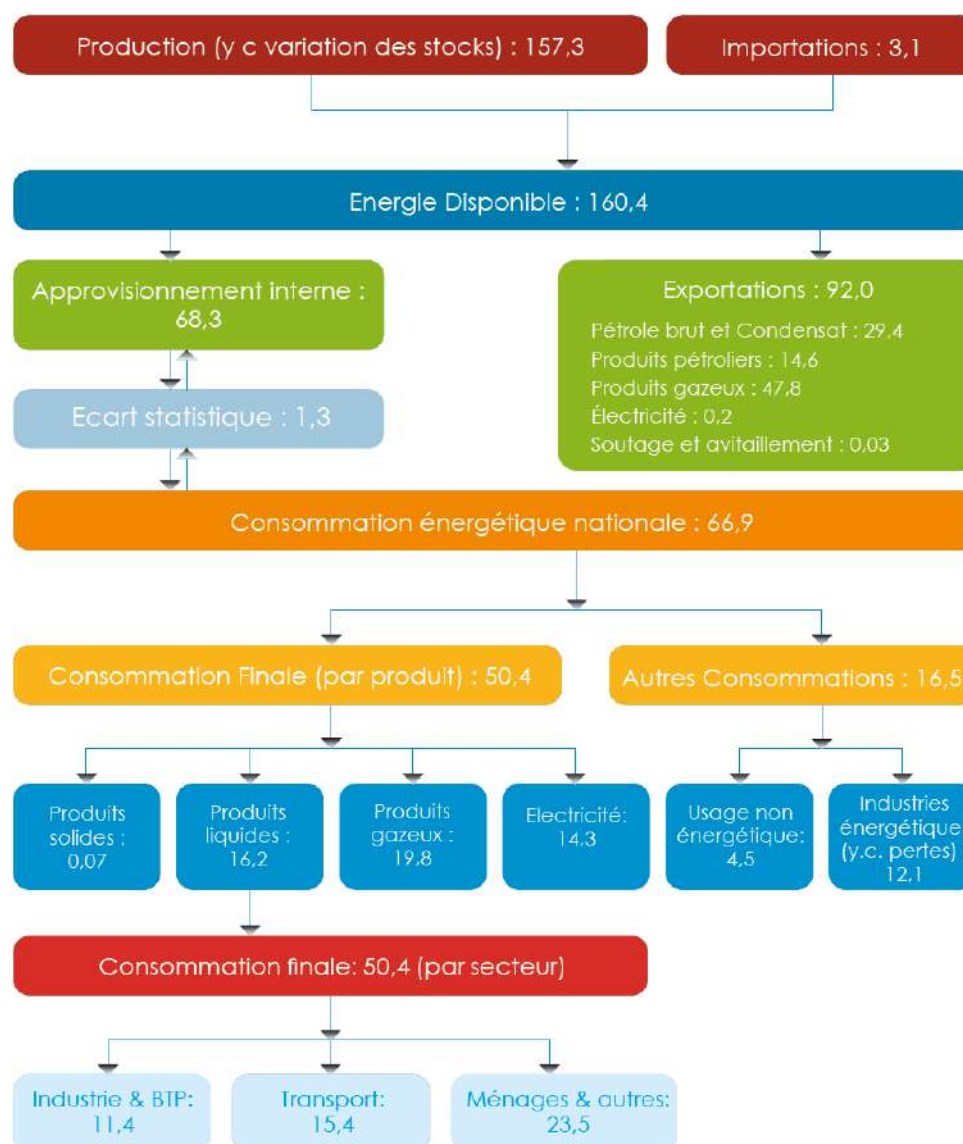 Production (y c variation des stocks) : 157,3
Importations : 3,1
Energie Disponible : 160,4
Approvisionnement interne :
68,3
Exportations : 92,0
Pétrole brut et Condensat : 29,4
Produits pétroliers : 14,6
Produits gazeux : 47,8
Électricité : 0,2
Soutage et avitaillement : 0,03
Ecart statistique : 1,3
Consommation énergétique nationale : 66,9
Consommation Finale (par produit) : 50,4
Autres Consommations : 16,5
Produits
solides :
0,07
Produits
liquides :
16,2
Produits
gazeux :
19,8
Electricité:
14,3
Usage non
énergétique:
4,5
Industries
énergétique
(y.c. pertes)
12,1
Consommation finale: 50,4 (par secteur)
Industrie & BTP:
11,4
Transport:
15,4
Ménages & autres:
23,5